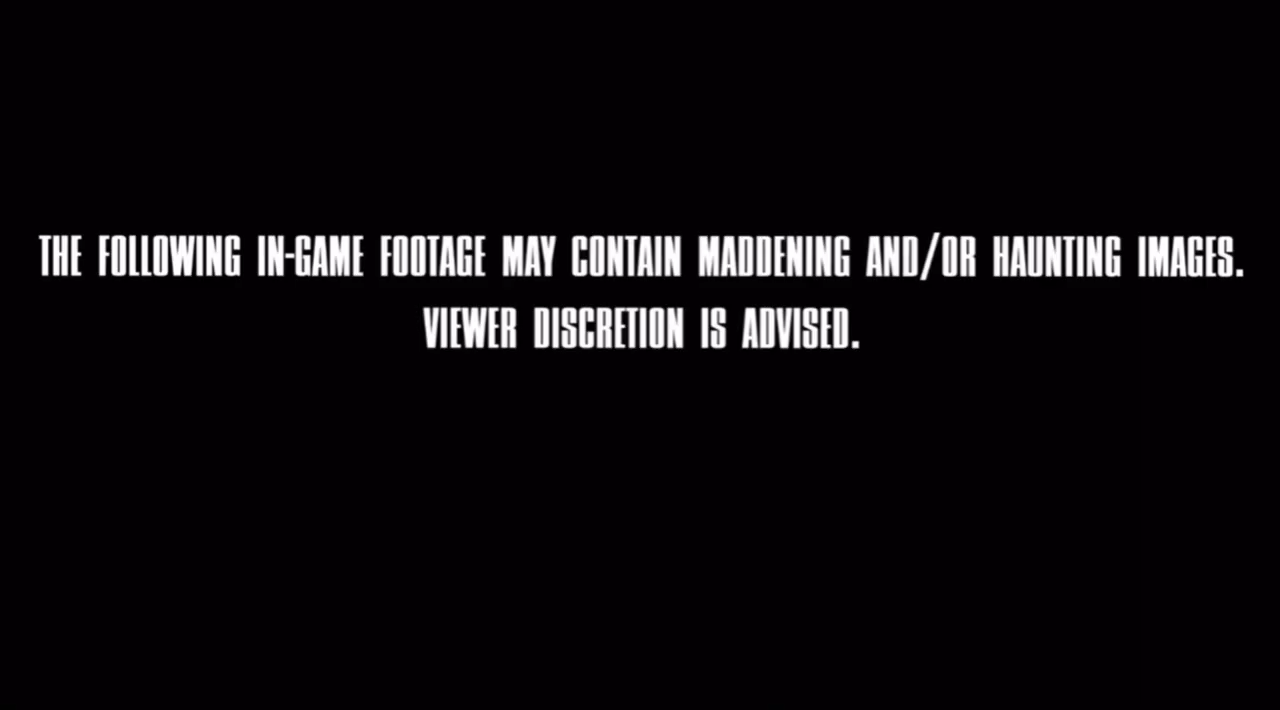 THE FOLLOWING IN-GAME FOOTAGE MAY CONTAIN MADDENING AND/OR HAUNTING IMAGES.
VIEWER DISCRETION IS ADVISED.